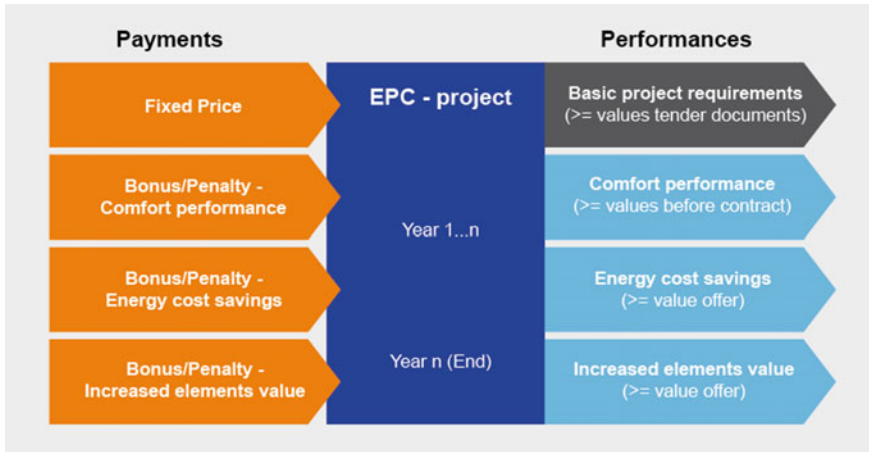 Payments
Performances
Fixed Price
EPC - project
Basic project requirements
(>= values tender documents)
Bonus/Penalty -
Comfort performance
Year 1...n
Comfort performance
(>= values before contract)
Bonus/Penalty -
Energy cost savings
Energy cost savings
(>= value offer)
Bonus/Penalty -
Increased elements value
Year n (End)
Increased elements value
(>= value offer)